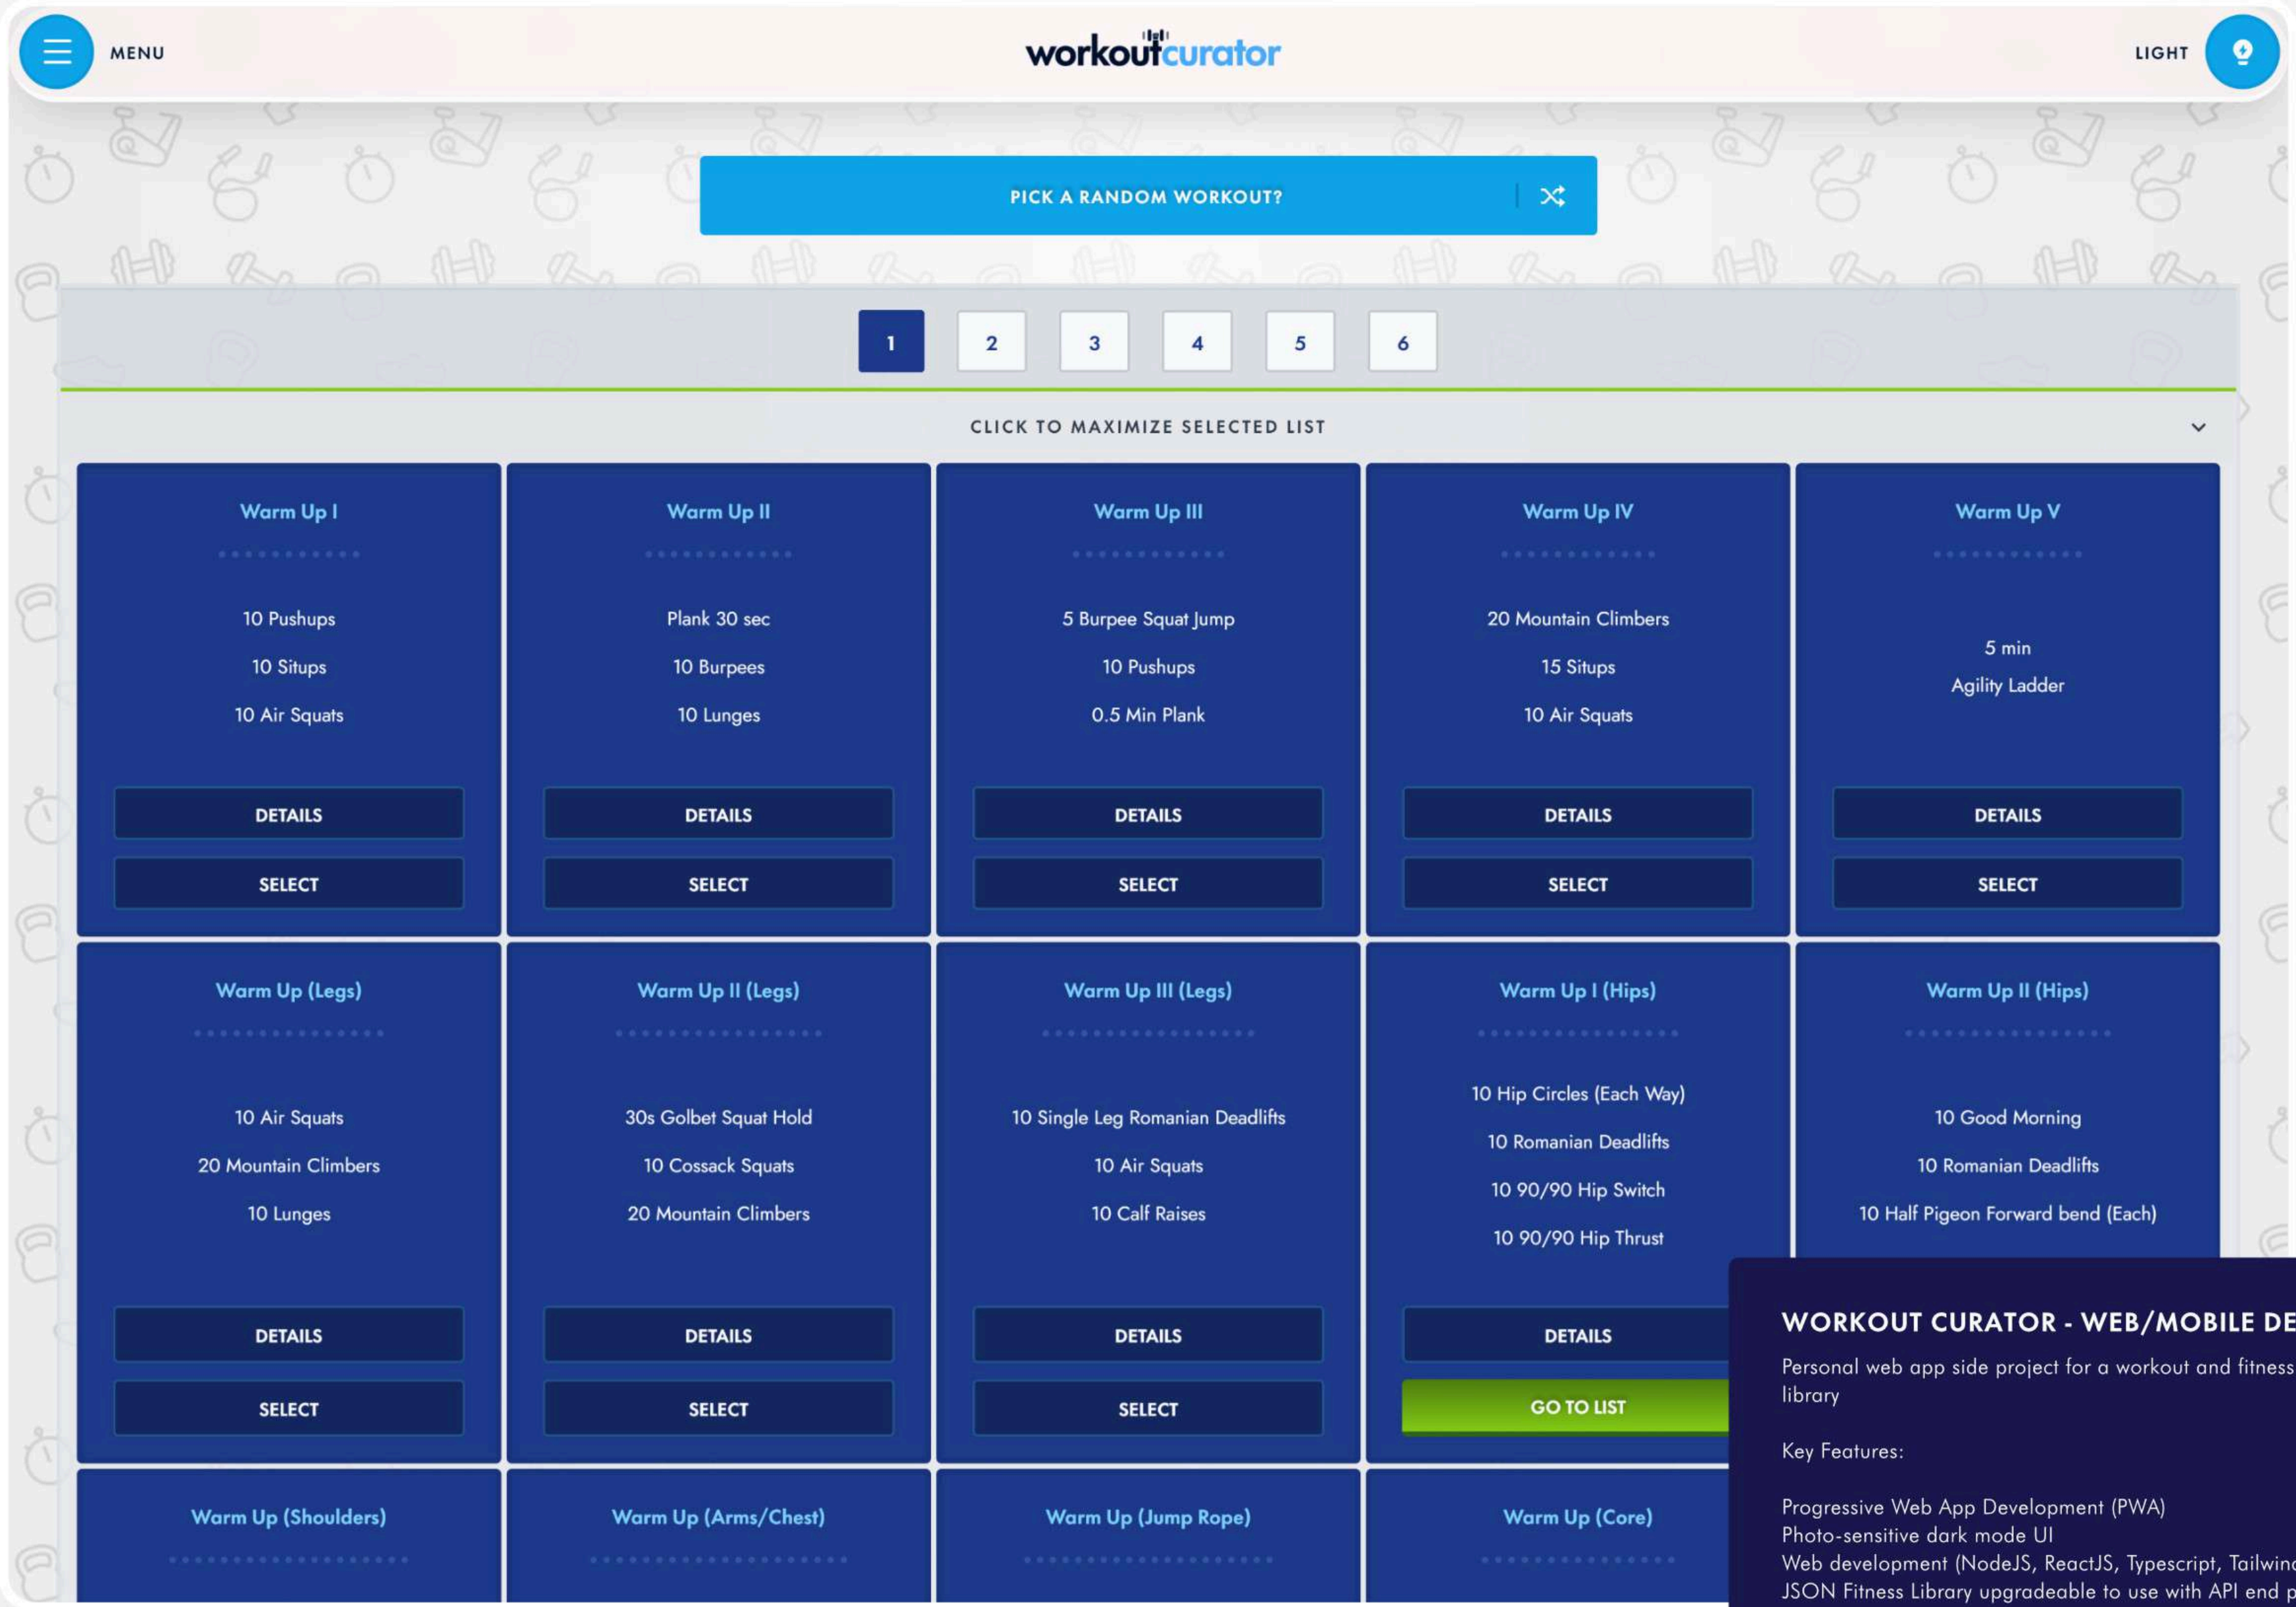 MENU
workoutcurator
LIGHT
PICK A RANDOM WORKOUT?
1 2 3 4 5 6
CLICK TO MAXIMIZE SELECTED LIST
Warm Up I
10 Pushups
10 Situps
10 Air Squats
DETAILS
SELECT
Warm Up II
Plank 30 sec
10 Burpees
10 Lunges
DETAILS
SELECT
Warm Up III
5 Burpee Squat Jump
10 Pushups
0.5 Min Plank
DETAILS
SELECT
Warm Up IV
20 Mountain Climbers
15 Situps
10 Air Squats
DETAILS
SELECT
Warm Up V
5 min
Agility Ladder
DETAILS
SELECT
Warm Up (Legs)
10 Air Squats
20 Mountain Climbers
10 Lunges
DETAILS
SELECT
Warm Up II (Legs)
30s Golbet Squat Hold
10 Cossack Squats
20 Mountain Climbers
DETAILS
SELECT
Warm Up III (Legs)
10 Single Leg Romanian Deadlifts
10 Air Squats
10 Calf Raises
DETAILS
SELECT
Warm Up I (Hips)
10 Hip Circles (Each Way)
10 Romanian Deadlifts
10 90/90 Hip Switch
10 90/90 Hip Thrust
DETAILS
GO TO LIST
Warm Up II (Hips)
10 Good Morning
10 Romanian Deadlifts
10 Half Pigeon Forward bend (Each)
Warm Up (Shoulders)
Warm Up (Arms/Chest)
Warm Up (Jump Rope)
Warm Up (Core)
WORKOUT CURATOR - WEB/MOBILE DE
Personal web app side project for a workout and fitness
library
Key Features:
Progressive Web App Development (PWA)
Photo-sensitive dark mode UI
Web development (NodeJS, ReactJS, Typescript, Tailwind
JSON Fitness Library upgradeable to use with API end p